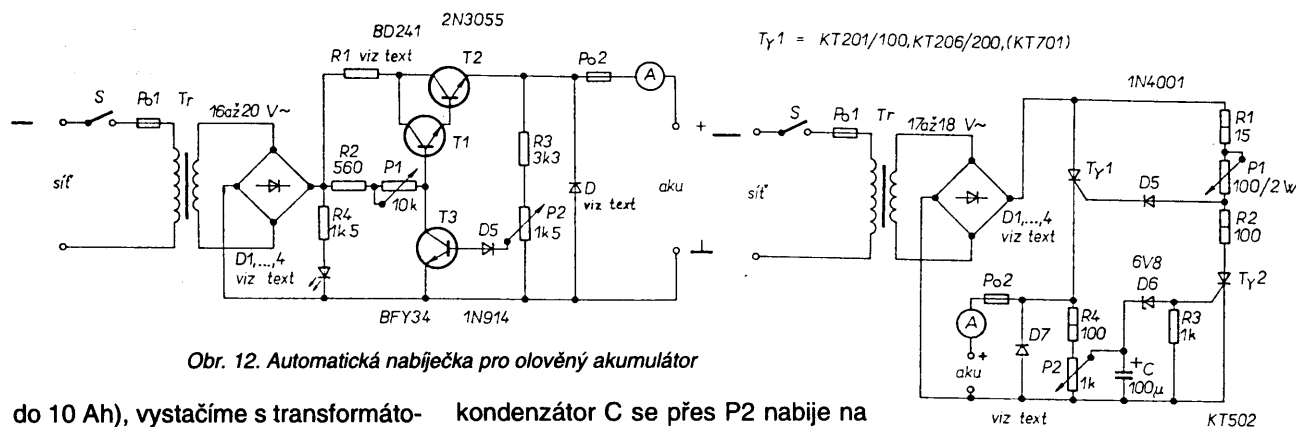 2N3055
BD241
R1 viz text
T2
Po2
A
S
Po1
Tr
16až20 V~
T1
R2
560
P1
10k
R3
3k3
+
síť
D
viz text
aku
R4
1k5
T3
D5
P2
1k5
D1,...,4
viz text
BFY34
1N914
Obr. 12. Automatická nabíječka pro olověný akumulátor
Ty1 = KT201/100, KT206/200, (KT701)
1N4001
S
Po1
Tr
17až18 V~
R1
15
Ty1
P1
100/2 W
D5
síť
D1,...,4
viz text
R2
100
6V8
D6
Ty2
Po2
A
D7
R4
100
R3
1k
+
aku
P2
1k
+
C
100μ
viz text
KT502
do 10 Ah), vystačíme s transformáto-
kondenzátor C se přes P2 nabije na